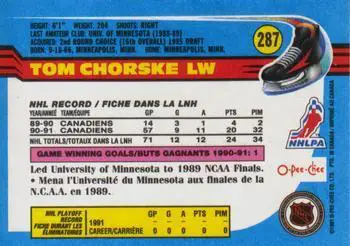 HEIGHT: 6'1" WEIGHT: 204 SHOOTS: RIGHT
LAST AMATEUR CLUB: UNIV. OF MINNESOTA (1988-89)
ACQUIRED: 2nd ROUND CHOICE (16th OVERALL) 1985 DRAFT
BORN: 9-18-66, MINNEAPOLIS, MINN. HOME: MINNEAPOLIS, MINN.
287
TOM CHORSKE LW
NHL RECORD / FICHE DANS LA LNH
YEAR/ANNÉE TEAM/ÉQUIPE GP G A PTS PIM
89-90 CANADIENS 14 3 1 4 2
90-91 CANADIENS 57 9 11 20 32
NHL TOTALS/TOTAUX DANS LA LNH 71 12 12 24 34
GAME WINNING GOALS/BUTS GAGNANTS 1990-91: 1
Led University of Minnesota to 1989 NCAA Finals.
• Mena l'Université du Minnesota aux finales de la
N.C.A.A. en 1989.
NHLPA
O-Pee-Chee
NHL PLAYOFF
RECORD
FICHE DURANT
LES
ÉLIMINATOIRES
GP G A PTS PIM
1991
CAREER/CARRIÈRE